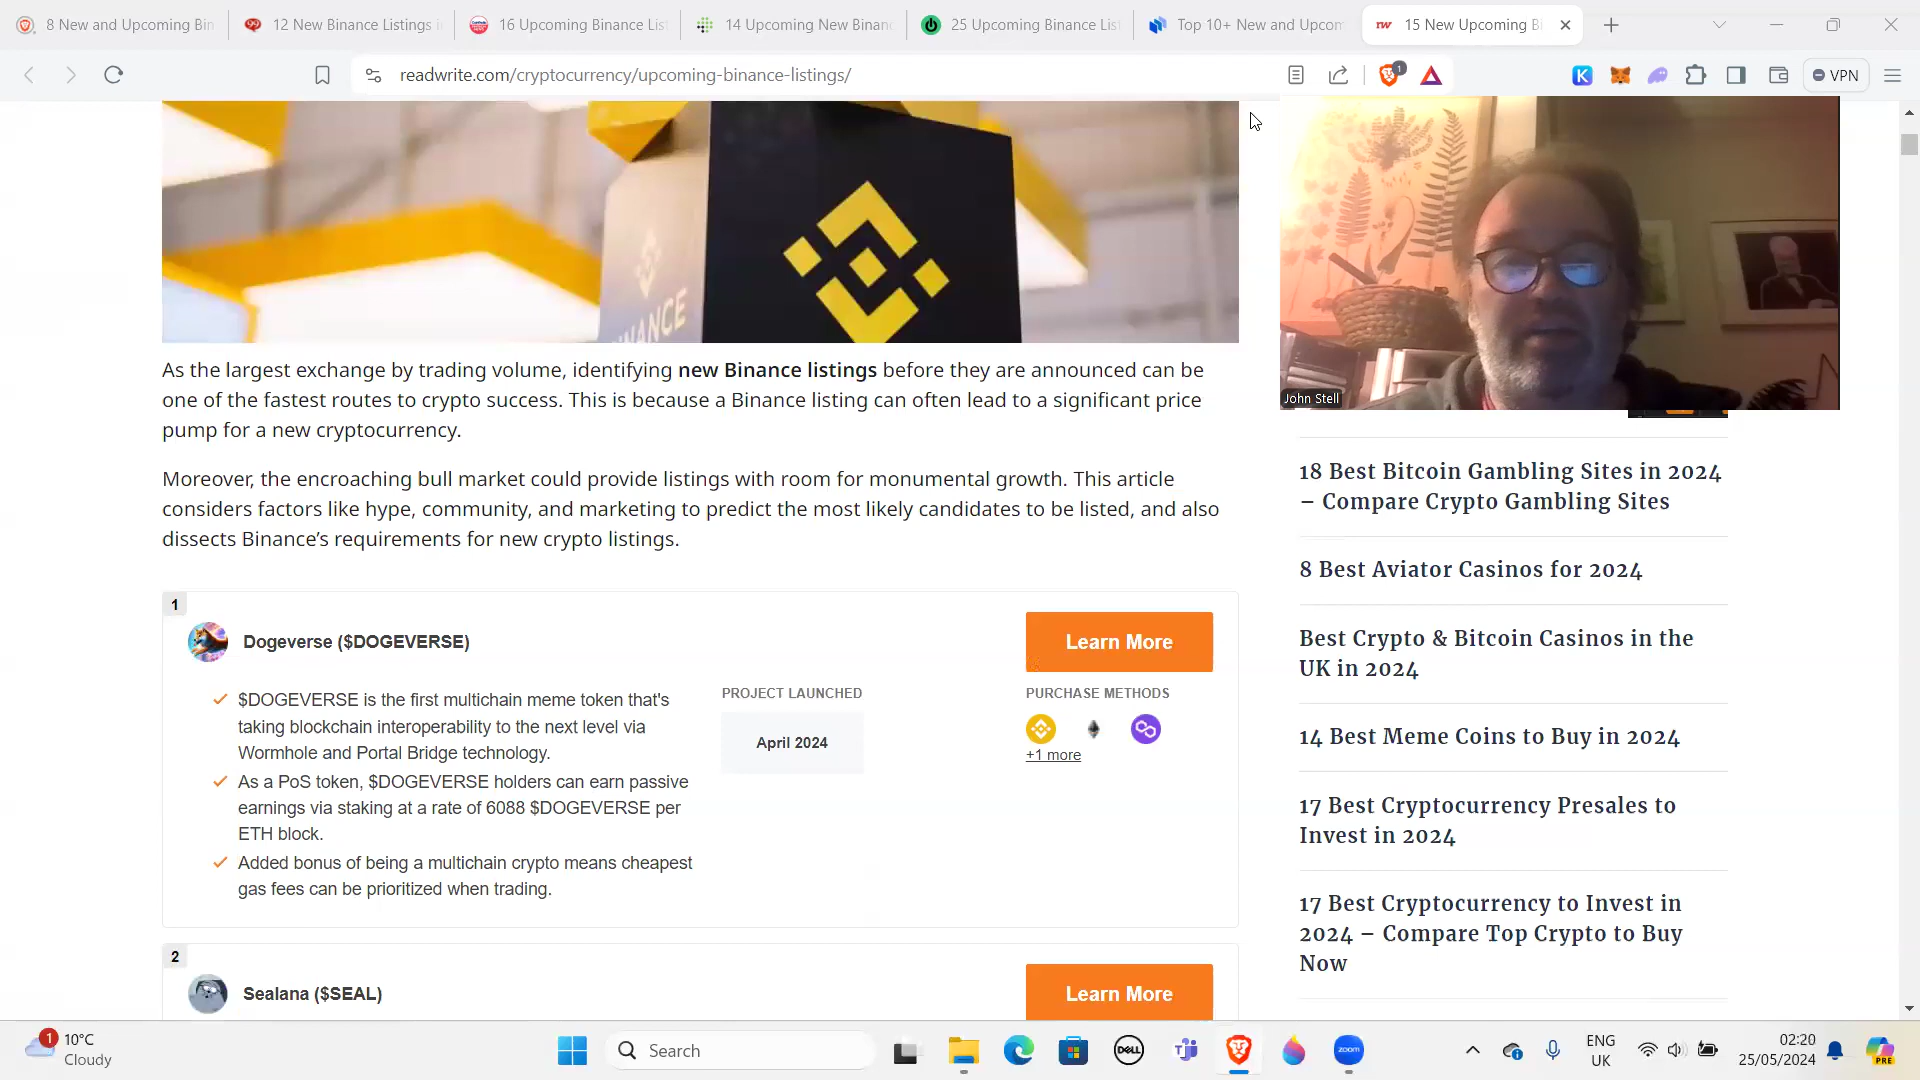 8 New and Upcoming Bin
12 New Binance Listings i
16 Upcoming Binance List
14 Upcoming New Binanc
25 Upcoming Binance List
Top 10+ New and Upcom
15 New Upcoming Bi
readwrite.com/cryptocurrency/upcoming-binance-listings/
1
VPN
BINANCE
John Stell
As the largest exchange by trading volume, identifying new Binance listings before they are announced can be
one of the fastest routes to crypto success. This is because a Binance listing can often lead to a significant price
pump for a new cryptocurrency.
Moreover, the encroaching bull market could provide listings with room for monumental growth. This article
considers factors like hype, community, and marketing to predict the most likely candidates to be listed, and also
dissects Binance’s requirements for new crypto listings.
1
Dogeverse ($DOGEVERSE)
Learn More
$DOGEVERSE is the first multichain meme token that's
taking blockchain interoperability to the next level via
Wormhole and Portal Bridge technology.
As a PoS token, $DOGEVERSE holders can earn passive
earnings via staking at a rate of 6088 $DOGEVERSE per
ETH block.
Added bonus of being a multichain crypto means cheapest
gas fees can be prioritized when trading.
PROJECT LAUNCHED
April 2024
PURCHASE METHODS
+1 more
2
Sealana ($SEAL)
Learn More
18 Best Bitcoin Gambling Sites in 2024
– Compare Crypto Gambling Sites
8 Best Aviator Casinos for 2024
Best Crypto & Bitcoin Casinos in the
UK in 2024
14 Best Meme Coins to Buy in 2024
17 Best Cryptocurrency Presales to
Invest in 2024
17 Best Cryptocurrency to Invest in
2024 – Compare Top Crypto to Buy
Now
1
10°C
Cloudy
Search
DELL
zoom
ENG
UK
02:20
25/05/2024
PRE